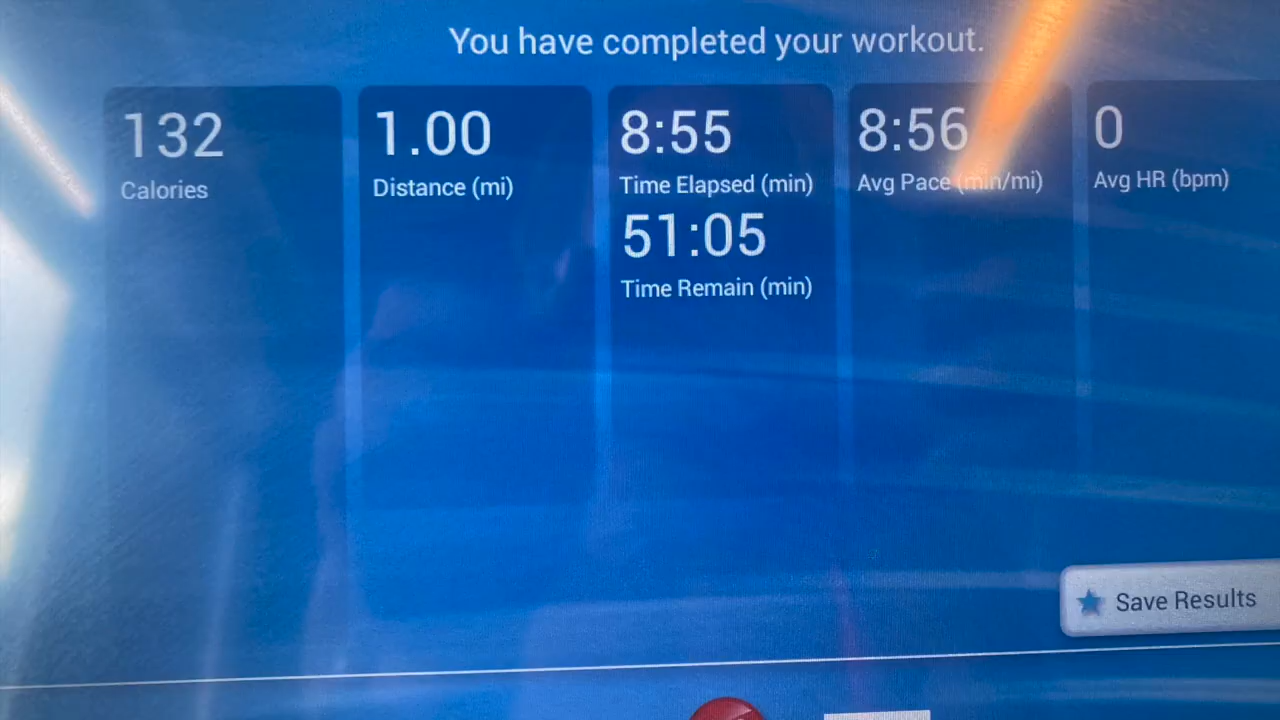 You have completed your workout.
132
Calories
1.00
Distance (mi)
8:55
Time Elapsed (min)
51:05
Time Remain (min)
8:56
Avg Pace (min/mi)
0
Avg HR (bpm)
Save Results